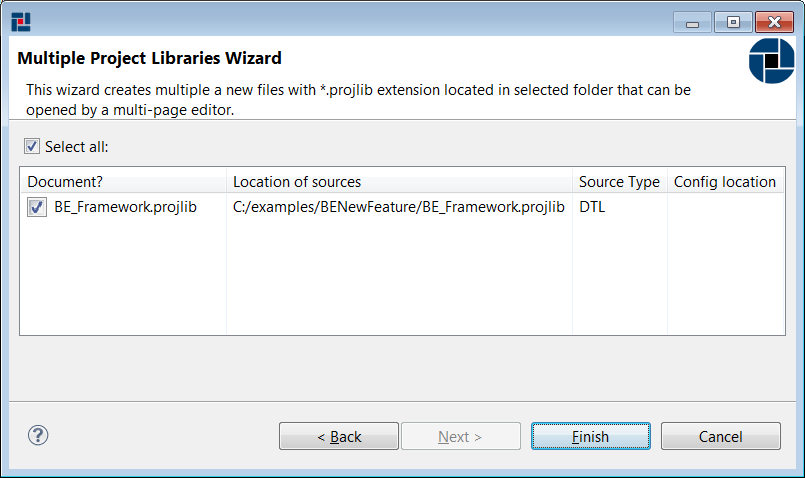 Multiple Project Libraries Wizard
This wizard creates multiple a new files with *.projlib extension located in selected folder that can be
opened by a multi-page editor.
Select all:
Document? Location of sources Source Type Config location
BE_Framework.projlib C:/examples/BENewFeature/BE_Framework.projlib DTL
? < Back Next > Finish Cancel